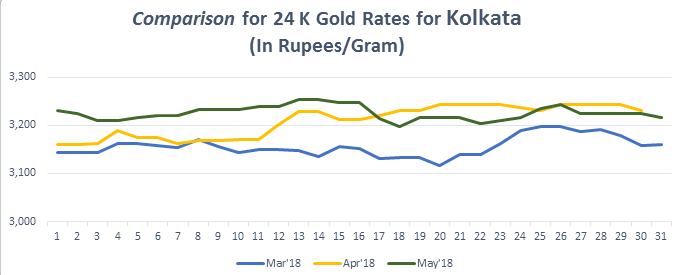 Comparison for 24 K Gold Rates for Kolkata
(In Rupees/Gram)
3,300
3,200
3,100
3,000
1 2 3 4 5 6 7 8 9 10 11 12 13 14 15 16 17 18 19 20 21 22 23 24 25 26 27 28 29 30 31
Mar'18 Apr'18 May'18